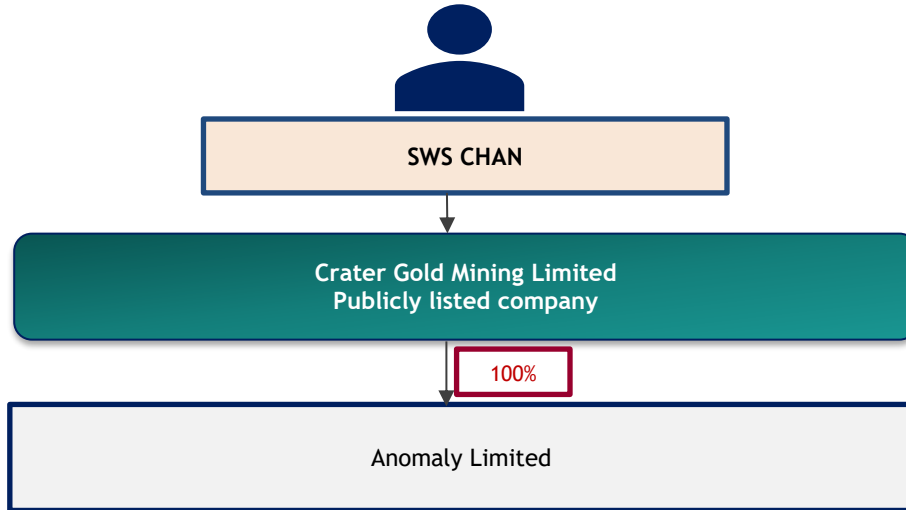 SWS CHAN
Crater Gold Mining Limited
Publicly listed company
100%
Anomaly Limited